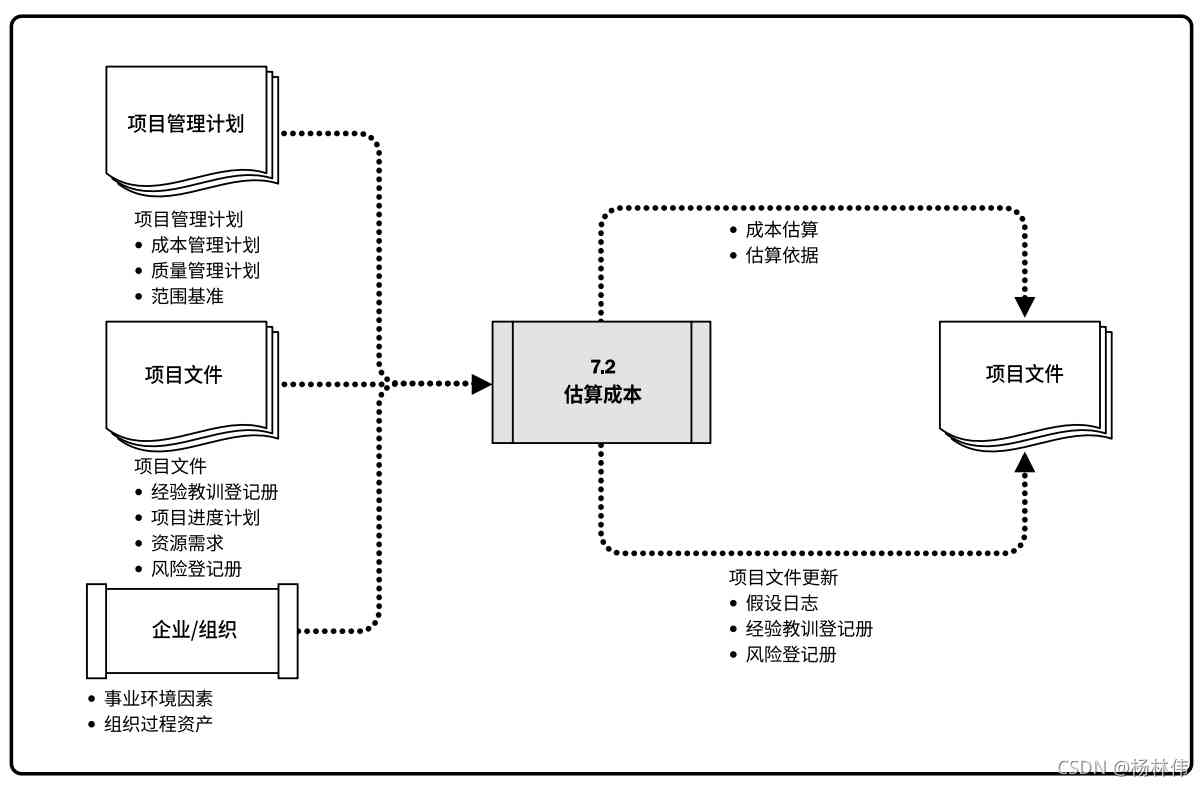 项目管理计划
项目管理计划
• 成本管理计划
• 质量管理计划
• 范围基准
项目文件
项目文件
• 经验教训登记册
• 项目进度计划
• 资源需求
• 风险登记册
企业/组织
• 事业环境因素
• 组织过程资产
7.2
估算成本
• 成本估算
• 估算依据
项目文件
项目文件更新
• 假设日志
• 经验教训登记册
• 风险登记册
CSDN @杨林伟